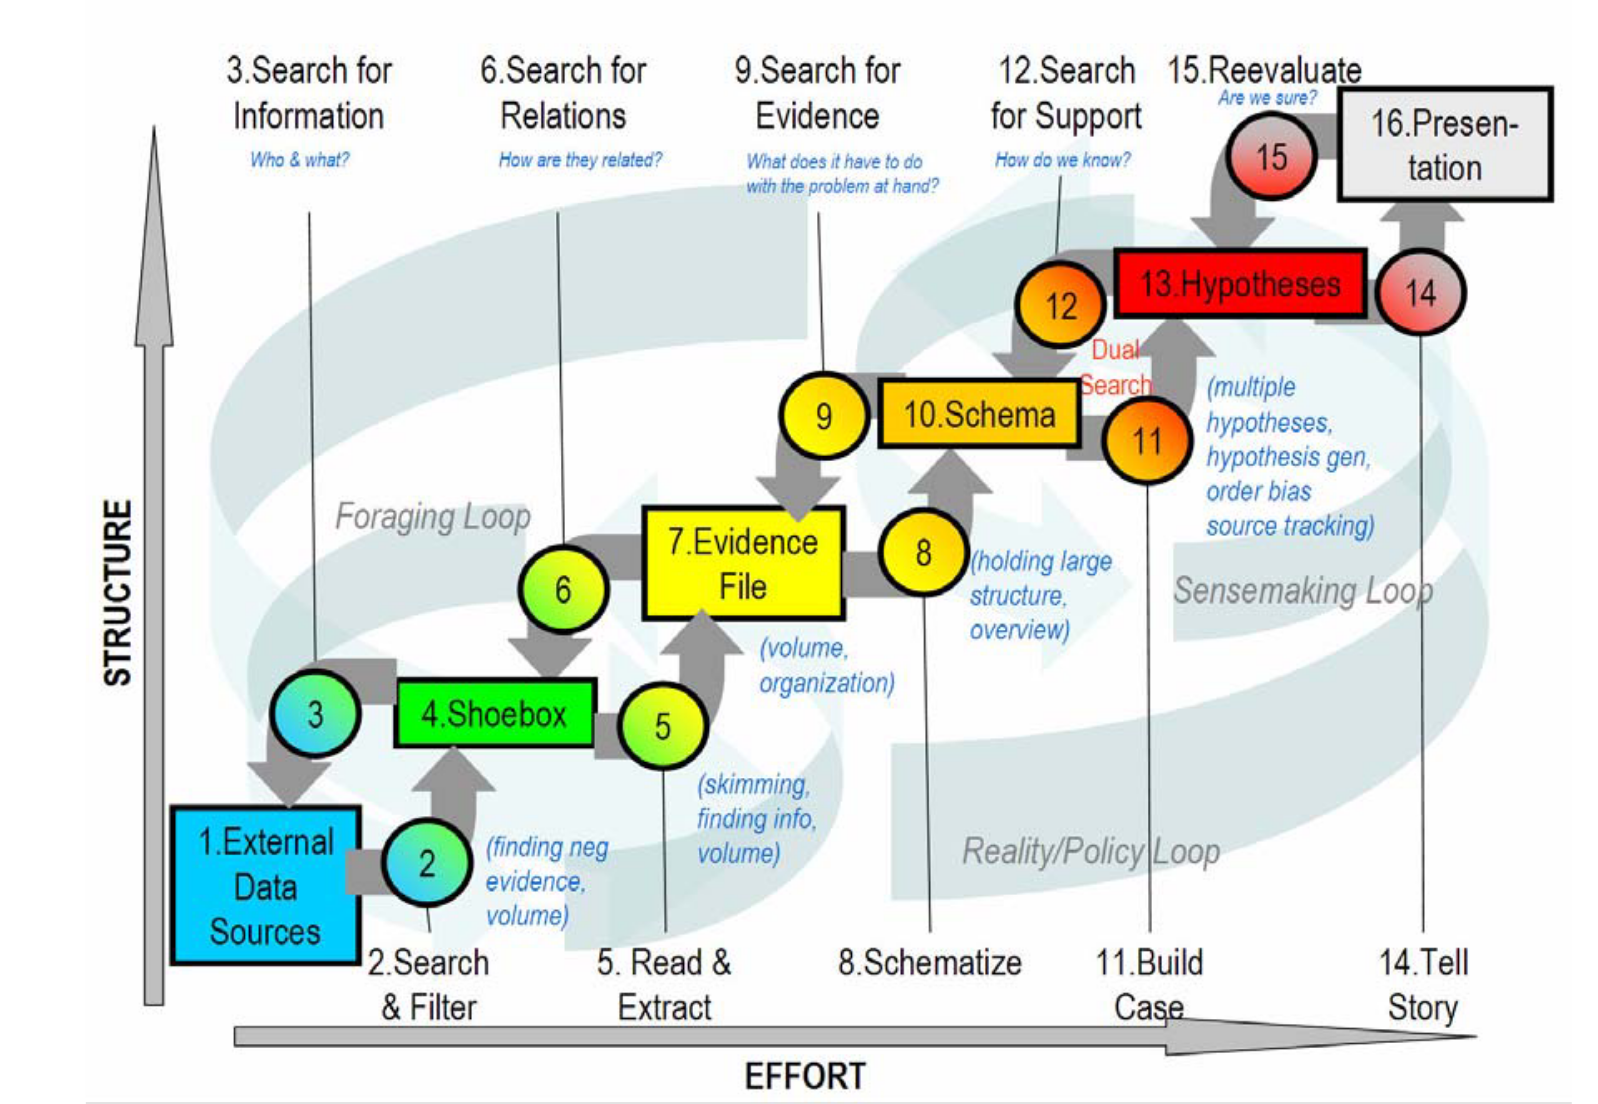 3.Search for
Information
Who & what?
6.Search for
Relations
How are they related?
9.Search for
Evidence
What does it have to do
with the problem at hand?
12.Search
for Support
How do we know?
15.Reevaluate
Are we sure?
15
16.Presen-
tation
12
13.Hypotheses
14
Dual
Search
9
10.Schema
11
(multiple
hypotheses,
hypothesis gen,
order bias
source tracking)
Foraging Loop
6
7.Evidence
File
8
(holding large
structure,
overview)
Sensemaking Loop
(volume,
organization)
3
4.Shoebox
5
(skimming,
finding info,
volume)
1.External
Data
Sources
2
(finding neg
evidence,
volume)
Reality/Policy Loop
2.Search
& Filter
5. Read &
Extract
8.Schematize
11.Build
Case
14.Tell
Story
STRUCTURE
EFFORT